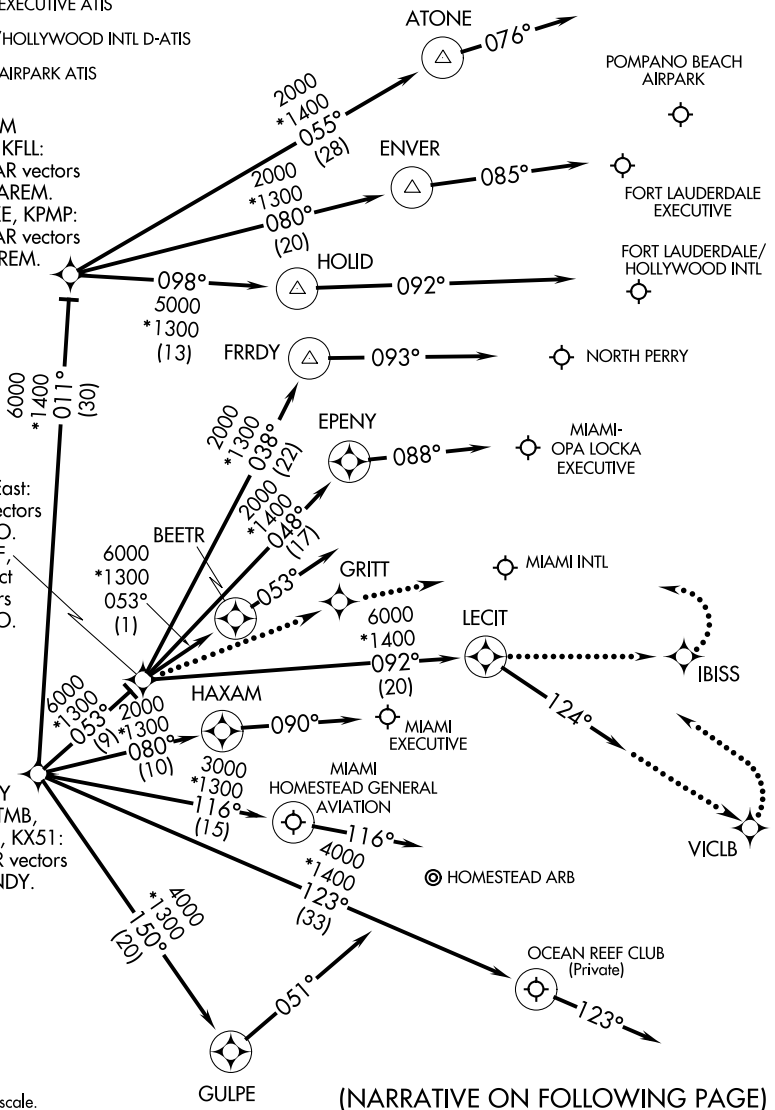 EXECUTIVE ATIS
/HOLLYWOOD INTL D-ATIS
AIRPARK ATIS
ATONE
076°
2000
*1400
055°
(28)
POMPANO BEACH
AIRPARK
KFLL:
AR vectors
AREM.
KPMP:
AR vectors
REM.
ENVER
085°
2000
*1300
080°
(20)
FORT LAUDERDALE
EXECUTIVE
HOLID
092°
098°
5000
*1300
(13)
FORT LAUDERDALE/
HOLLYWOOD INTL
FRRDY
093°
NORTH PERRY
6000
*1400
011°
(30)
2000
*1300
038°
(22)
EPENY
088°
MIAMI-
OPA LOCKA
EXECUTIVE
2000
*1400
048°
(17)
East:
vectors
O.
F,
ect
rs
O.
BEETR
053°
6000
*1300
053°
(1)
GRITT
MIAMI INTL
6000
*1400
092°
(20)
LECIT
IBISS
124°
VICLB
6000
*1300
053°
(9)
2000
*1300
080°
(10)
HAXAM
090°
MIAMI
EXECUTIVE
3000
*1300
116°
(15)
MIAMI
HOMESTEAD GENERAL
AVIATION
116°
Y
TMB,
, KX51:
R vectors
NDY.
4000
*1400
123°
(33)
HOMESTEAD ARB
4000
*1300
150°
(20)
OCEAN REEF CLUB
(Private)
123°
051°
GULPE
scale.
(NARRATIVE ON FOLLOWING PAGE)